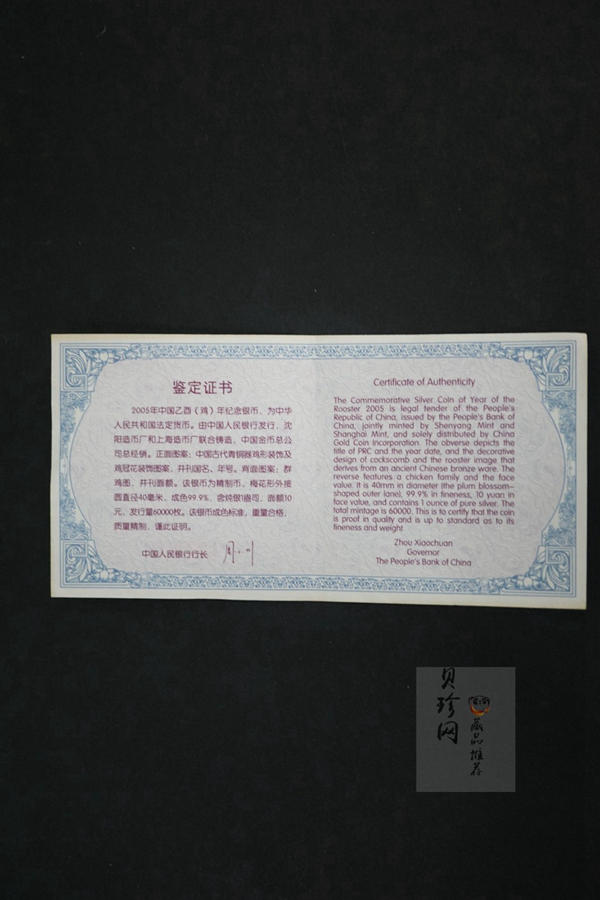 鉴定证书
2005年中国乙酉（鸡）年纪念银币，为中华
人民共和国法定货币。由中国人民银行发行，沈
阳造币厂和上海造币厂联合铸造，中国金币总公
司总经销。正面图案：中国古代青铜器鸡形装饰及
鸡冠花装饰图案，并刊国名、年号。背面图案：群
鸡图，并刊面额。该银币为精制币，梅花形外接
圆直径40毫米，成色99.9%，含纯银1盎司，面额10
元，发行量60000枚。该银币成色标准，重量合格，
质量精制，谨此证明。
中国人民银行行长
Certificate of Authenticity
The Commemorative Silver Coin of Year of the
Rooster 2005 is legal tender of the People's
Republic of China, issued by the People's Bank of
China, jointly minted by Shenyang Mint and
Shanghai Mint, and solely distributed by China
Gold Coin Incorporation. The obverse depicts the
title of PRC and the year date, and the decorative
design of cockscomb and the rooster image that
derives from an ancient Chinese bronze ware. The
reverse features a chicken family and the face
value. It is 40mm in diameter (the plum blossom-
shaped outer lane), 99.9% in fineness, 10 yuan in
face value, and contains 1 ounce of pure silver. The
total mintage is 60000. This is to certify that the coin
is proof in quality and is up to standard as to its
fineness and weight.
Zhou Xiaochuan
Governor
The People's Bank of China
贝珍网
藏品推荐